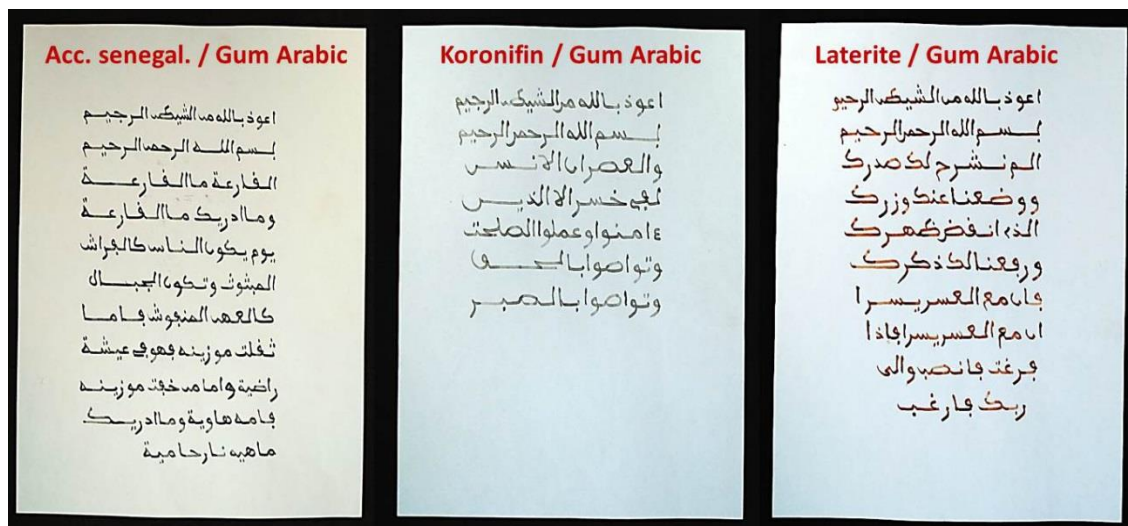 Acc. senegal. / Gum Arabic
اعوذ بالله من الشيطن الرجيم
بسم الله الرحمن الرحيم
القارعة ما القارعة
وما ادريك ما القارعة
يوم يكون الناس كالفراش
المبثوث وتكون الجبال
كالعهن المنفوش فاما
ثقلت موزينه فهو في عيشة
راضية واما من خفت موزينه
فامه هاوية وما ادريك
ماهيه نار حامية
Koronifin / Gum Arabic
اعوذ بالله من الشيطن الرجيم
بسم الله الرحمن الرحيم
والعصر ان الانسن
لفي خسر الا الذين
ءامنوا وعملوا الصلحت
وتواصوا بالحق
وتواصوا بالصبر
Laterite / Gum Arabic
اعوذ بالله من الشيطن الرجيم
بسم الله الرحمن الرحيم
الم نشرح لك صدرك
ووضعنا عنك وزرك
الذي انقض ظهرك
ورفعنا لك ذكرك
فان مع العسر يسرا
ان مع العسر يسرا فاذا
فرغت فانصب والى
ربك فارغب